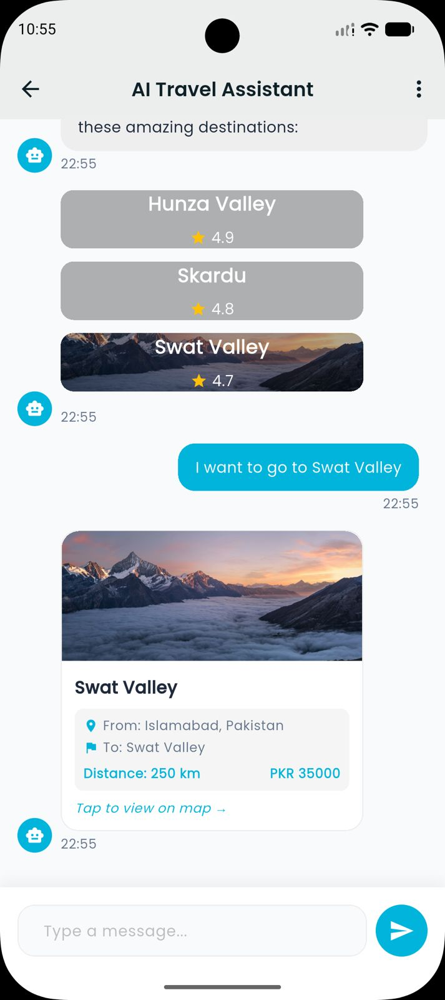 10:55
AI Travel Assistant
these amazing destinations:
22:55
Hunza Valley
4.9
Skardu
4.8
Swat Valley
4.7
22:55
I want to go to Swat Valley
22:55
Swat Valley
From: Islamabad, Pakistan
To: Swat Valley
Distance: 250 km PKR 35000
Tap to view on map →
22:55
Type a message...